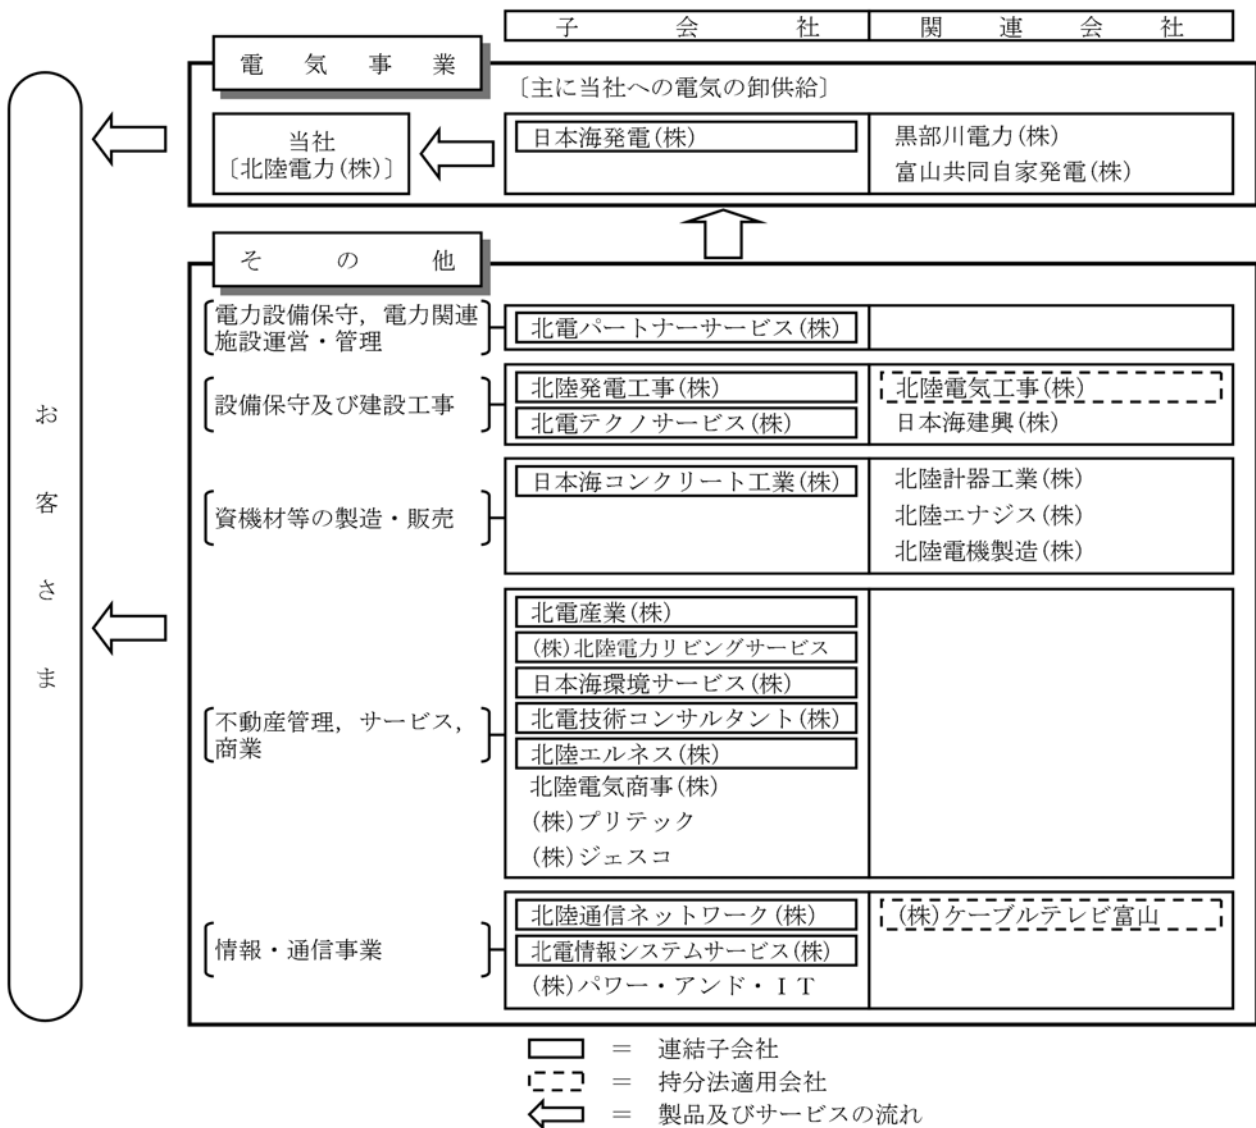 子会社 関連会社
電気事業
〔主に当社への電気の卸供給〕
当社
〔北陸電力(株)〕
日本海発電(株)
黒部川電力(株)
富山共同自家発電(株)
その他
電力設備保守，電力関連
施設運営・管理
北電パートナーサービス(株)
設備保守及び建設工事
北陸発電工事(株)
北電テクノサービス(株)
北陸電気工事(株)
日本海建興(株)
資機材等の製造・販売
日本海コンクリート工業(株)
北陸計器工業(株)
北陸エナジス(株)
北陸電機製造(株)
不動産管理，サービス，
商業
北電産業(株)
(株)北陸電力リビングサービス
日本海環境サービス(株)
北電技術コンサルタント(株)
北陸エルネス(株)
北陸電気商事(株)
(株)プリテック
(株)ジェスコ
情報・通信事業
北陸通信ネットワーク(株)
北電情報システムサービス(株)
(株)パワー・アンド・ＩＴ
(株)ケーブルテレビ富山
お客さま
＝ 連結子会社
＝ 持分法適用会社
＝ 製品及びサービスの流れ